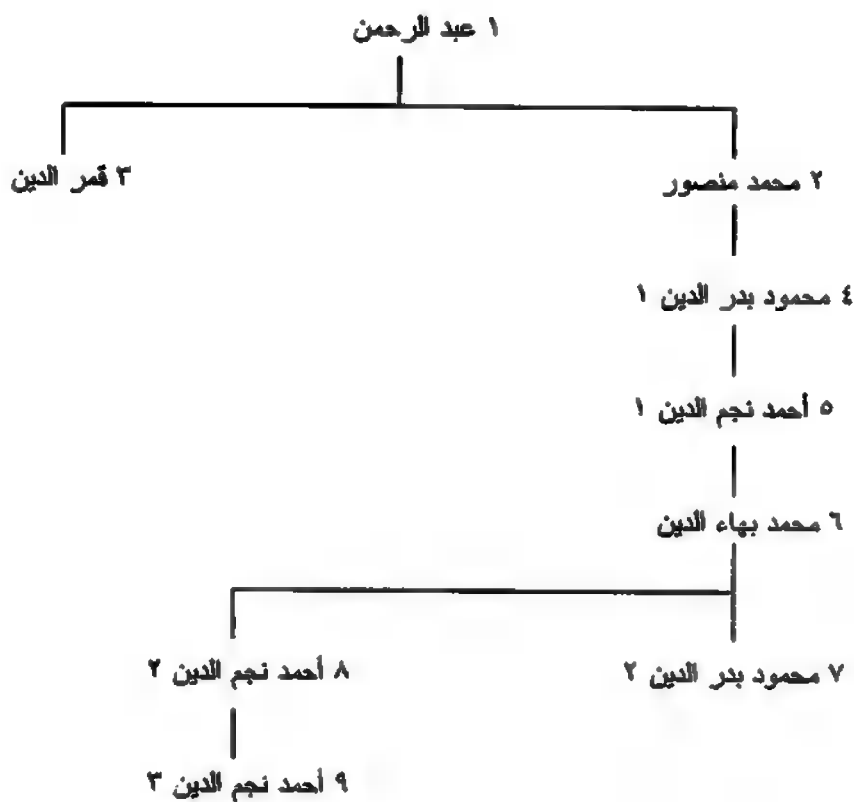 ١ عبد الرحمن
٢ محمد منصور
٣ قمر الدين
٤ محمود بدر الدين ١
٥ أحمد نجم الدين ١
٦ محمد بهاء الدين
٧ محمود بدر الدين ٢
٨ أحمد نجم الدين ٢
٩ أحمد نجم الدين ٣